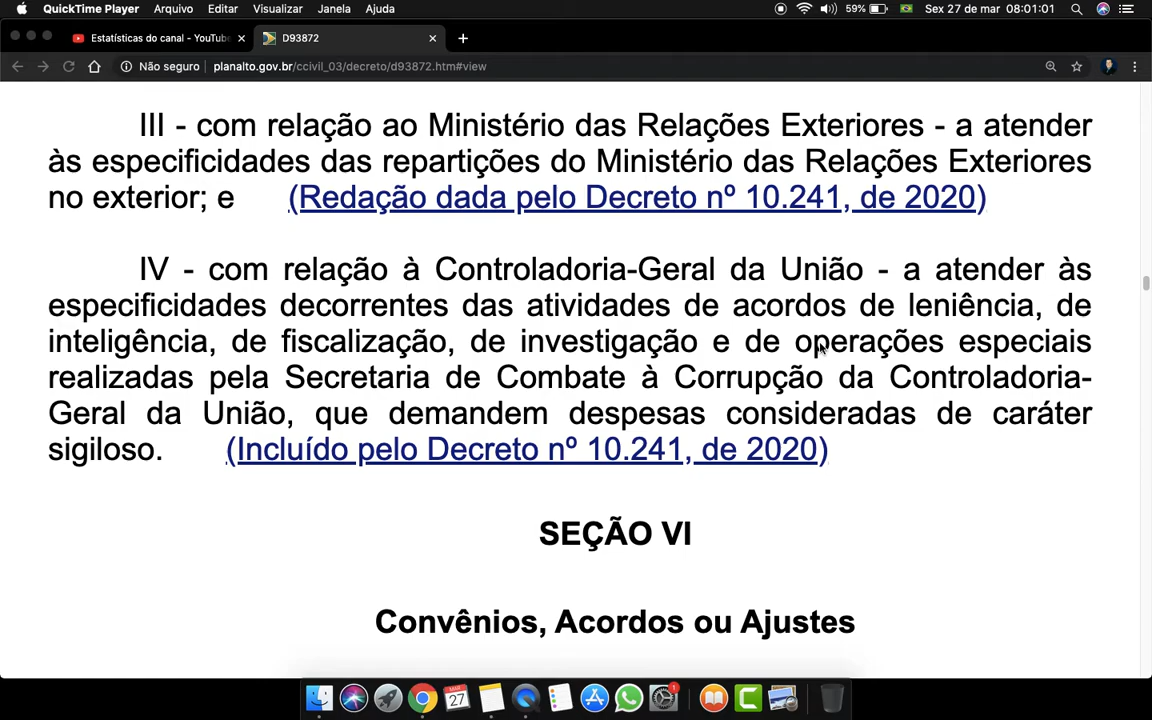 QuickTime Player Arquivo Editar Visualizar Janela Ajuda 59% Sex 27 de mar 08:01:01
Estatísticas do canal - YouTube D93872
Não seguro planalto.gov.br/ccivil_03/decreto/d93872.htm#view
III - com relação ao Ministério das Relações Exteriores - a atender
às especificidades das repartições do Ministério das Relações Exteriores
no exterior; e (Redação dada pelo Decreto nº 10.241, de 2020)
IV - com relação à Controladoria-Geral da União - a atender às
especificidades decorrentes das atividades de acordos de leniência, de
inteligência, de fiscalização, de investigação e de operações especiais
realizadas pela Secretaria de Combate à Corrupção da Controladoria-
Geral da União, que demandem despesas consideradas de caráter
sigiloso. (Incluído pelo Decreto nº 10.241, de 2020)
SEÇÃO VI
Convênios, Acordos ou Ajustes
MAR
27
1